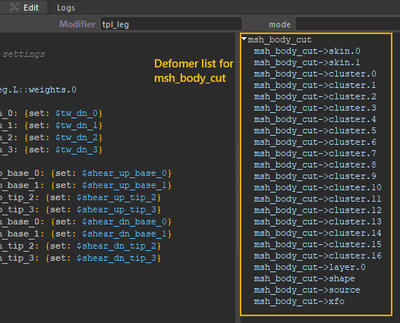 Edit Logs
Modifier tpl_leg mode
settings
Defomer list for
msh_body_cut
eg.L::weights.0
_0: {set: $tw_dn_0}
_1: {set: $tw_dn_1}
_2: {set: $tw_dn_2}
_3: {set: $tw_dn_3}
_base_0: {set: $shear_up_base_0}
_base_1: {set: $shear_up_base_1}
_tip_2: {set: $shear_up_tip_2}
_tip_3: {set: $shear_up_tip_3}
_base_0: {set: $shear_dn_base_0}
_base_1: {set: $shear_dn_base_1}
_tip_2: {set: $shear_dn_tip_2}
_tip_3: {set: $shear_dn_tip_3}
msh_body_cut
msh_body_cut->skin.0
msh_body_cut->skin.1
msh_body_cut->cluster.0
msh_body_cut->cluster.1
msh_body_cut->cluster.2
msh_body_cut->cluster.3
msh_body_cut->cluster.4
msh_body_cut->cluster.5
msh_body_cut->cluster.6
msh_body_cut->cluster.7
msh_body_cut->cluster.8
msh_body_cut->cluster.9
msh_body_cut->cluster.10
msh_body_cut->cluster.11
msh_body_cut->cluster.12
msh_body_cut->cluster.13
msh_body_cut->cluster.14
msh_body_cut->cluster.15
msh_body_cut->cluster.16
msh_body_cut->layer.0
msh_body_cut->shape
msh_body_cut->source
msh_body_cut->xfo